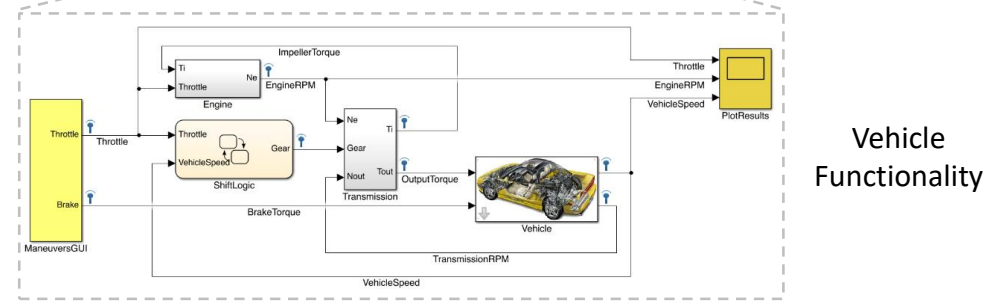 ImpellerTorque
Ti
Throttle
Ne
EngineRPM
Engine
Throttle
EngineRPM
VehicleSpeed
PlotResults
Throttle
Throttle
Throttle
VehicleSpeed
Gear
ShiftLogic
Ne
Gear
Nout
Ti
Tout
OutputTorque
Transmission
Vehicle
Brake
BrakeTorque
ManeuversGUI
TransmissionRPM
VehicleSpeed
Vehicle
Functionality